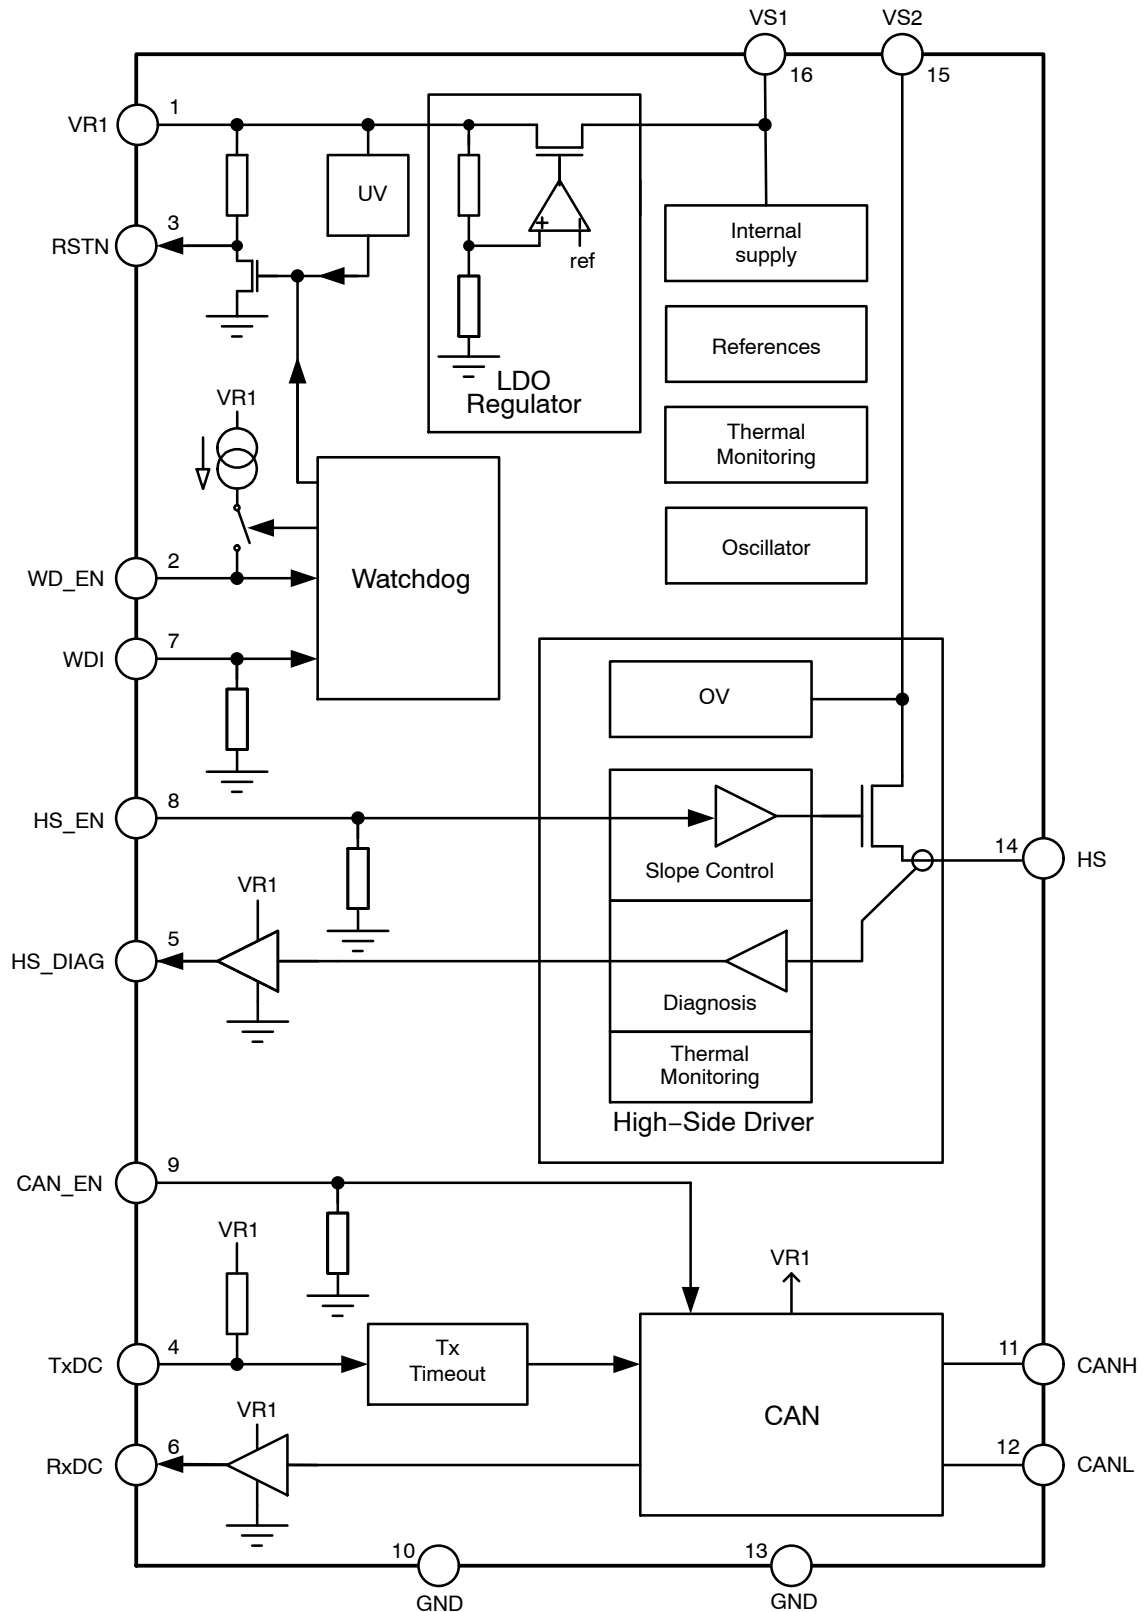 VS1
VS2
16
15
VR1
1
UV
RSTN
3
+
ref
Internal
supply
References
LDO
Regulator
VR1
Thermal
Monitoring
Oscillator
WD_EN
2
Watchdog
WDI
7
OV
HS_EN
8
Slope Control
14
HS
VR1
HS_DIAG
5
Diagnosis
Thermal
Monitoring
High−Side Driver
CAN_EN
9
VR1
VR1
TxDC
4
Tx
Timeout
11
CANH
CAN
VR1
RxDC
6
12
CANL
10
GND
13
GND